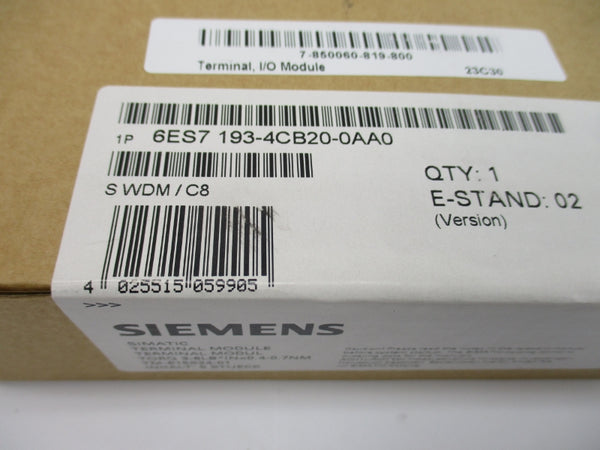 7-850060-819-800
Terminal, I/O Module 23C30
1P 6ES7 193-4CB20-0AA0
QTY: 1
S WDM / C8
E-STAND: 02
(Version)
4 025515 059905
>>>
SIEMENS
SIMATIC
TERMINAL MODULE
TERMINAL MODUL